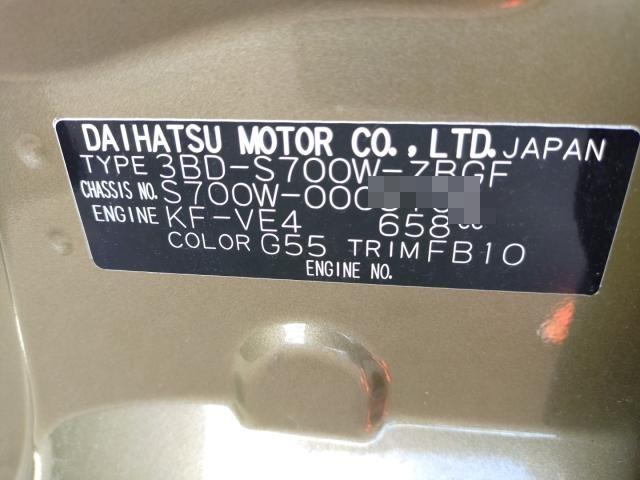 DAIHATSU MOTOR CO., LTD. JAPAN
TYPE 3BD-S700W-ZBGF
CHASSIS NO. S700W-000
ENGINE KF-VE4 658cc
COLOR G55 TRIM FB10
ENGINE NO.